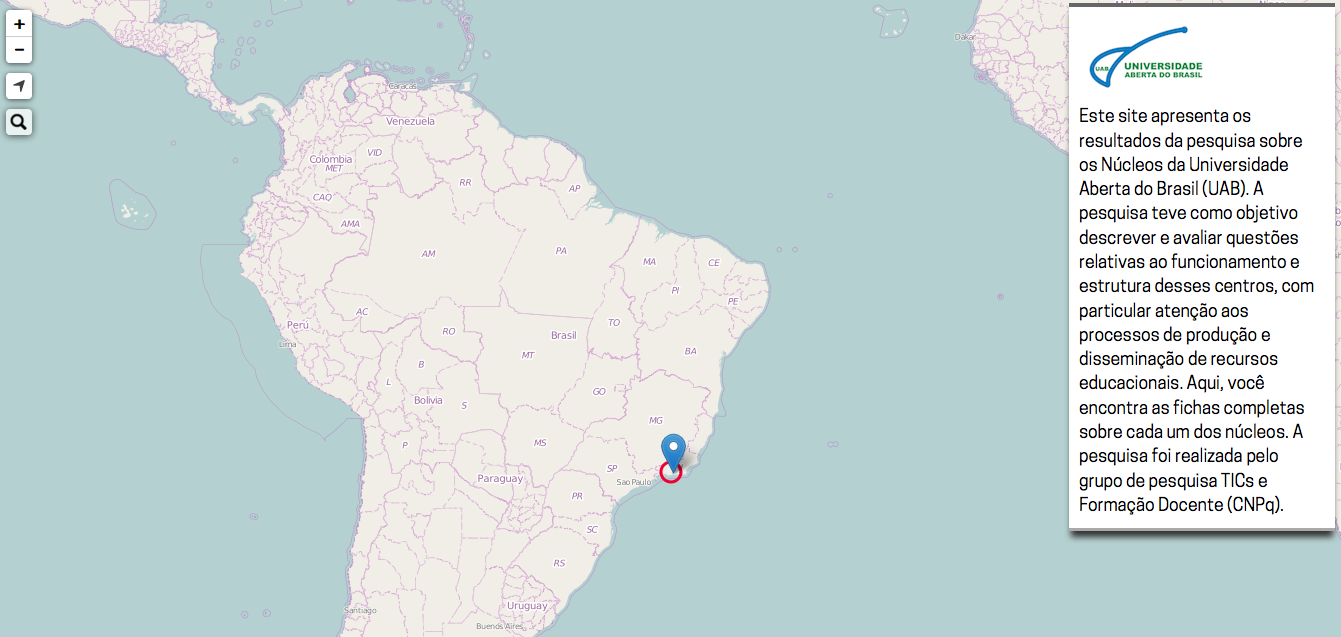 +
−
Dakar
Caracas
Venezuela
Colombia
VID
MET
RR
AP
CAQ
AMA
AM
PA
MA
CE
PI
PE
AC
TO
Perú
RO
Brasil
Lima
MT
BA
B
L
GO
Bolivia
S
MG
P
MS
SP
Paraguay
Sao Paulo
PR
SC
RS
Santiago
Uruguay
Buenos Aires
UAB
UNIVERSIDADE
ABERTA DO BRASIL
Este site apresenta os
resultados da pesquisa sobre
os Núcleos da Universidade
Aberta do Brasil (UAB). A
pesquisa teve como objetivo
descrever e avaliar questões
relativas ao funcionamento e
estrutura desses centros, com
particular atenção aos
processos de produção e
disseminação de recursos
educacionais. Aqui, você
encontra as fichas completas
sobre cada um dos núcleos. A
pesquisa foi realizada pelo
grupo de pesquisa TICs e
Formação Docente (CNPq).